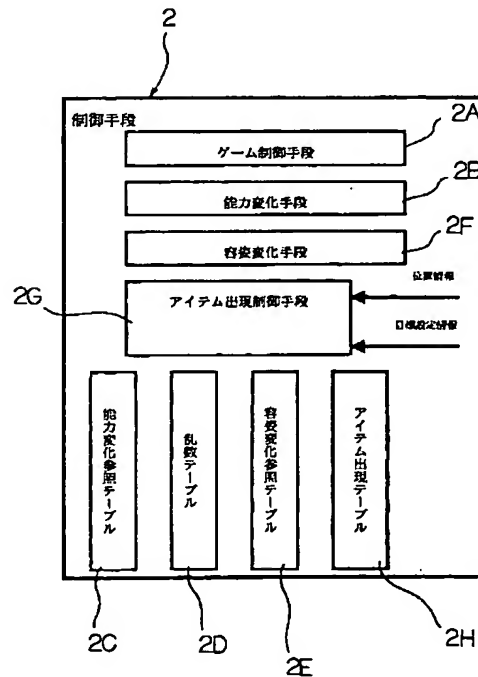 2
制御手段
2A
ゲーム制御手段
2B
能力変化手段
2F
容姿変化手段
位置情報
2G
アイテム出現制御手段
目標設定情報
能力変化参照テーブル
乱数テーブル
容姿変化参照テーブル
アイテム出現テーブル
2C
2D
2E
2H